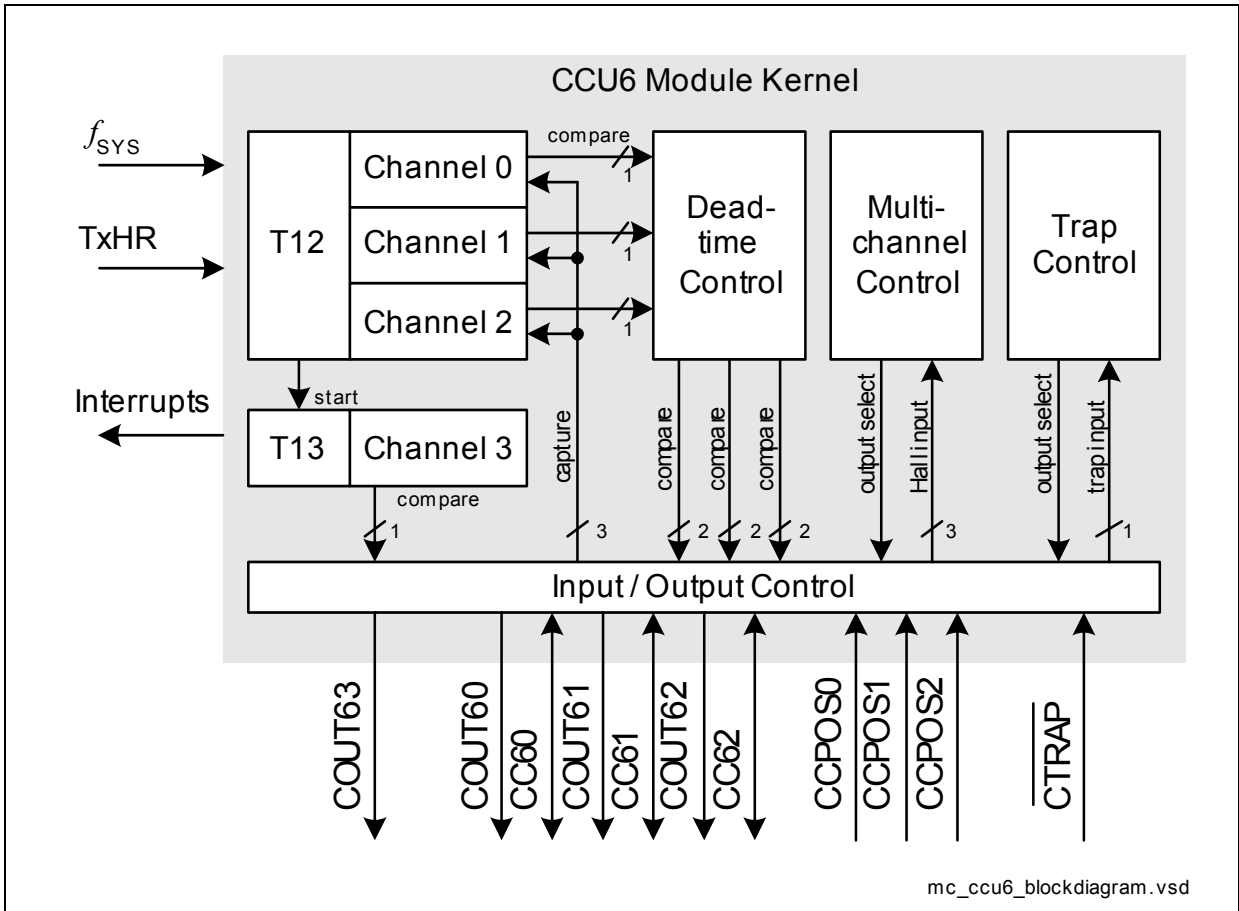 CCU6 Module Kernel
fSYS
TxHR
Interrupts
T12
Channel 0
Channel 1
Channel 2
compare
1
1
1
Dead-
time
Control
Multi-
channel
Control
Trap
Control
start
T13
Channel 3
compare
1
capture
3
compare
2
compare
2
compare
2
output select
Hall input
3
output select
trap input
1
Input / Output Control
COUT63
COUT60
CC60
COUT61
CC61
COUT62
CC62
CCPOS0
CCPOS1
CCPOS2
CTRAP
mc_ccu6_blockdiagram.vsd